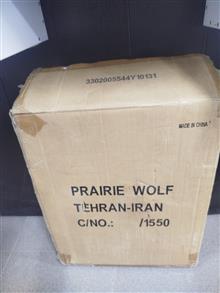 3302005544Y10131
MADE IN CHINA
PRAIRIE WOLF
TEHRAN-IRAN
C/NO.: /1550